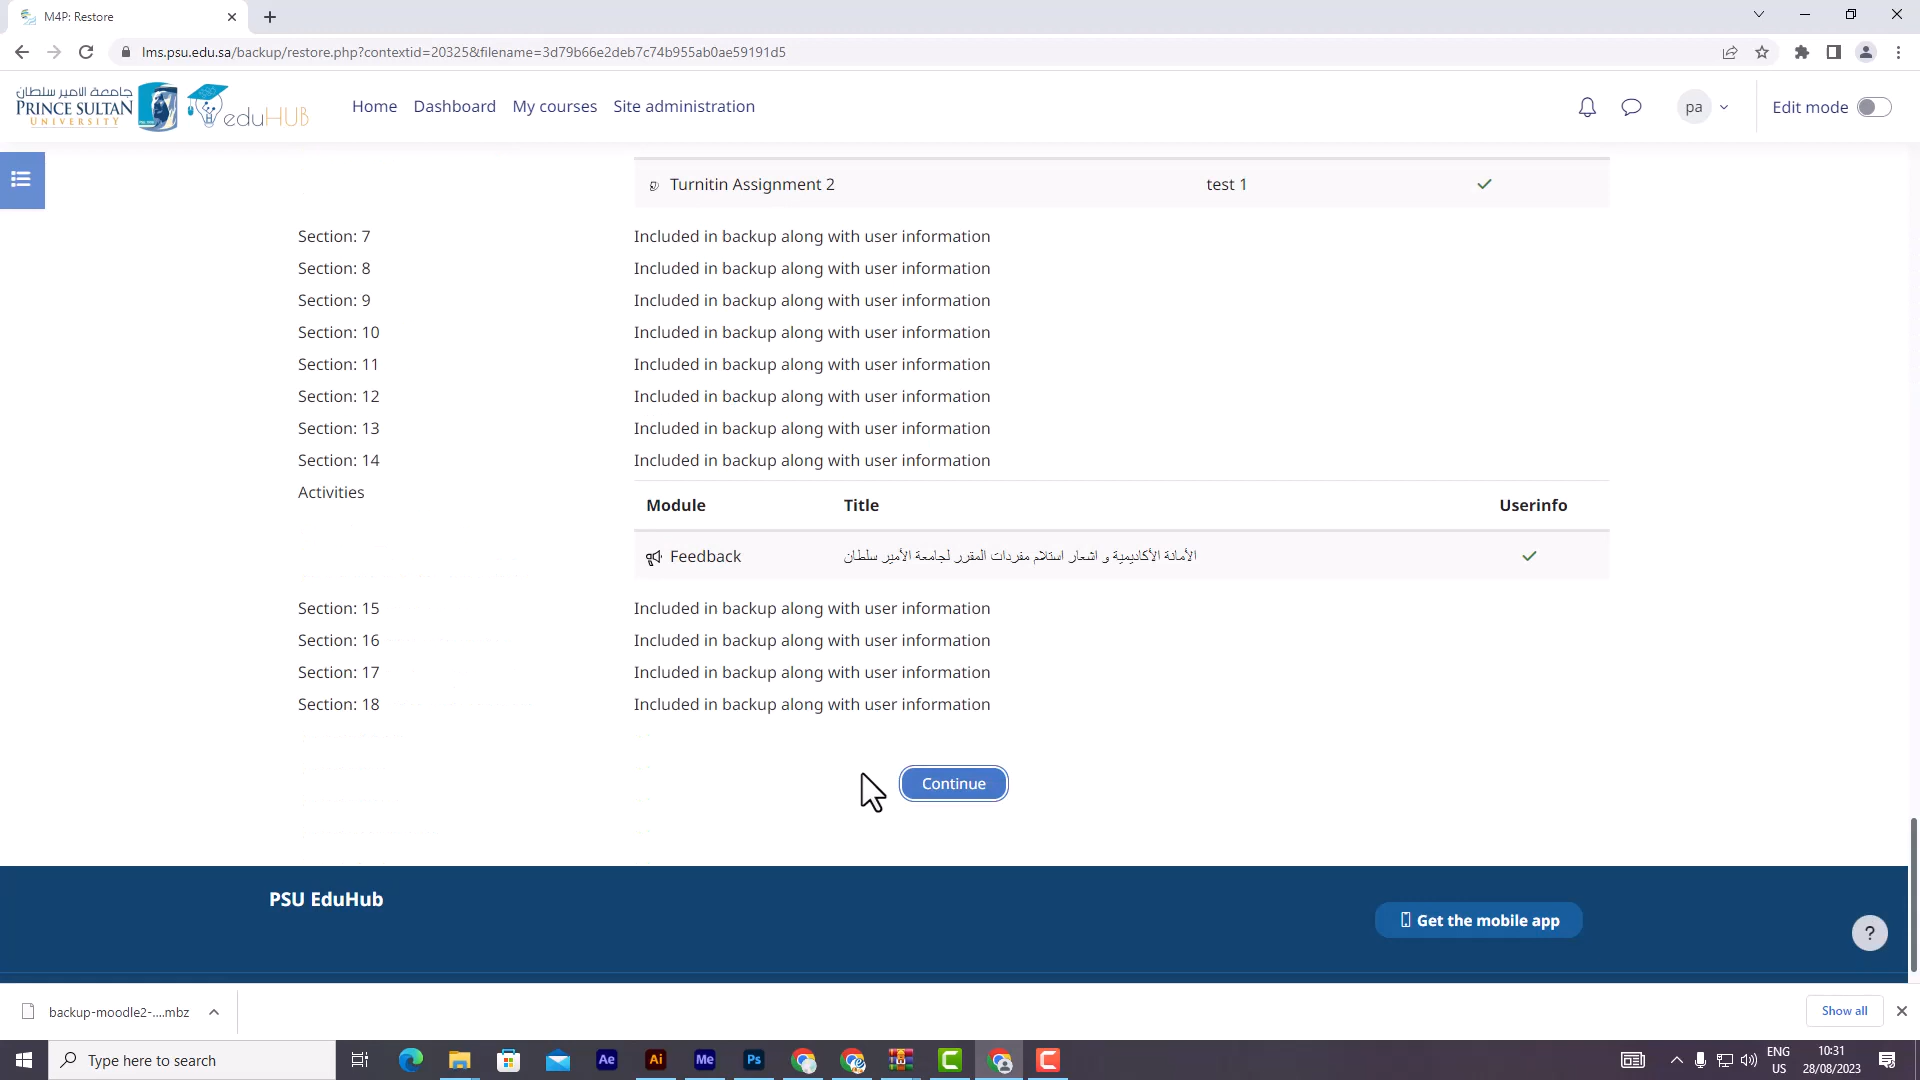 M4P: Restore
lms.psu.edu.sa/backup/restore.php?contextid=20325&filename=3d79b66e2deb7c74b955ab0ae59191d5
جامعة الأمير سلطان
PRINCE SULTAN
UNIVERSITY
eduHUB
Home Dashboard My courses Site administration
pa
Edit mode
Turnitin Assignment 2 test 1
Section: 7 Included in backup along with user information
Section: 8 Included in backup along with user information
Section: 9 Included in backup along with user information
Section: 10 Included in backup along with user information
Section: 11 Included in backup along with user information
Section: 12 Included in backup along with user information
Section: 13 Included in backup along with user information
Section: 14 Included in backup along with user information
Activities
Module Title Userinfo
Feedback الأمانة الأكاديمية و اشعار استلام مفردات المقرر لجامعة الأمير سلطان
Section: 15 Included in backup along with user information
Section: 16 Included in backup along with user information
Section: 17 Included in backup along with user information
Section: 18 Included in backup along with user information
Continue
PSU EduHub
Get the mobile app
?
backup-moodle2-....mbz
Show all
Type here to search
Ae
Ai
Me
Ps
ENG
US
10:31
28/08/2023